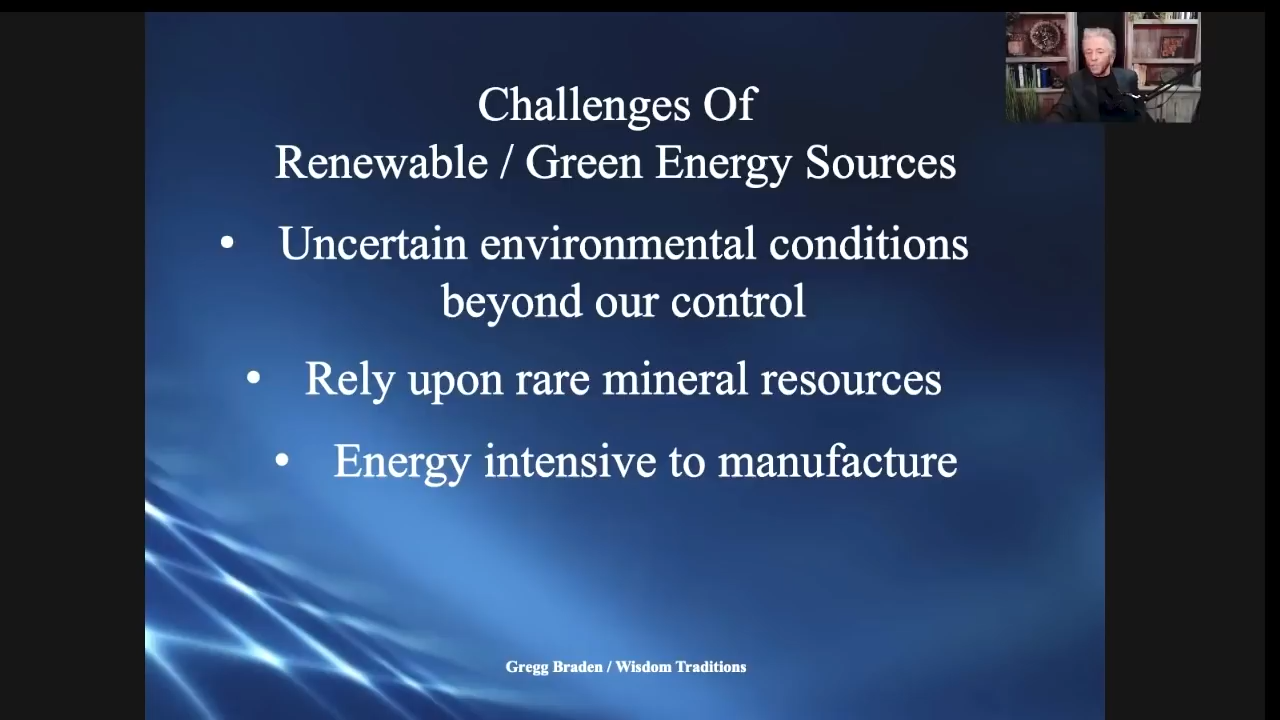 Challenges Of
Renewable / Green Energy Sources
• Uncertain environmental conditions
beyond our control
• Rely upon rare mineral resources
• Energy intensive to manufacture
Gregg Braden / Wisdom Traditions